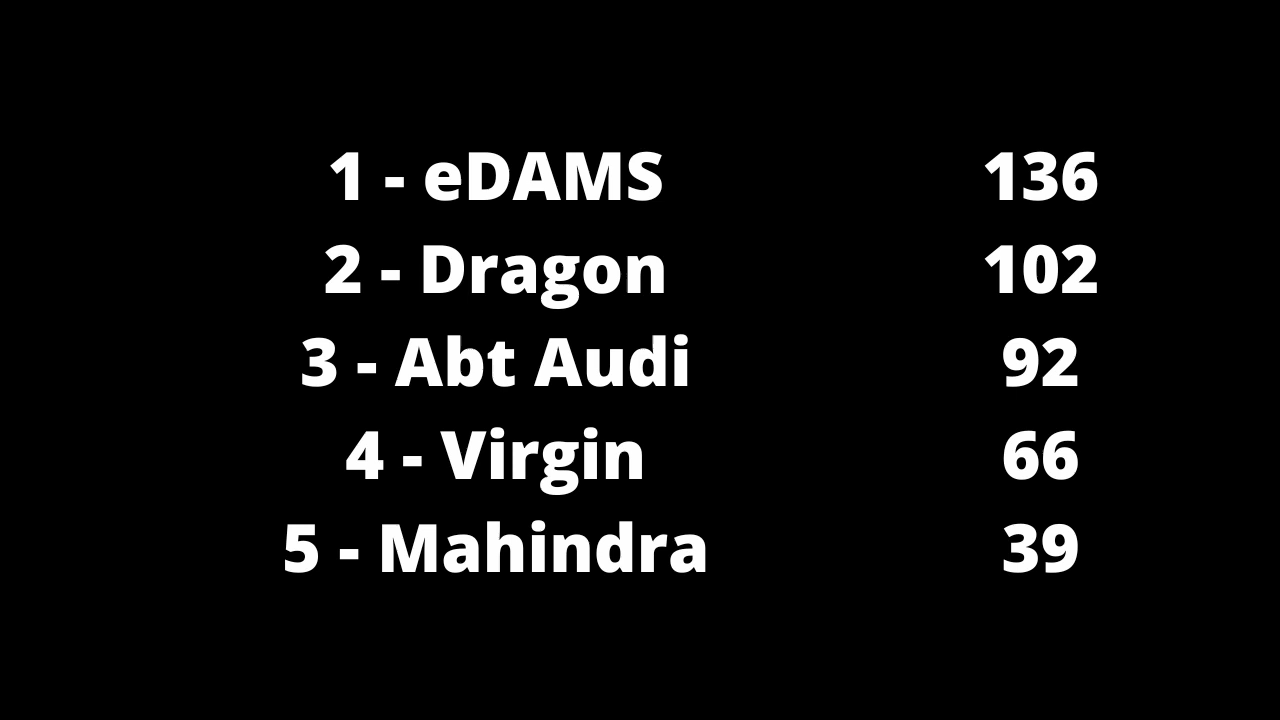 1 - eDAMS 136
2 - Dragon 102
3 - Abt Audi 92
4 - Virgin 66
5 - Mahindra 39